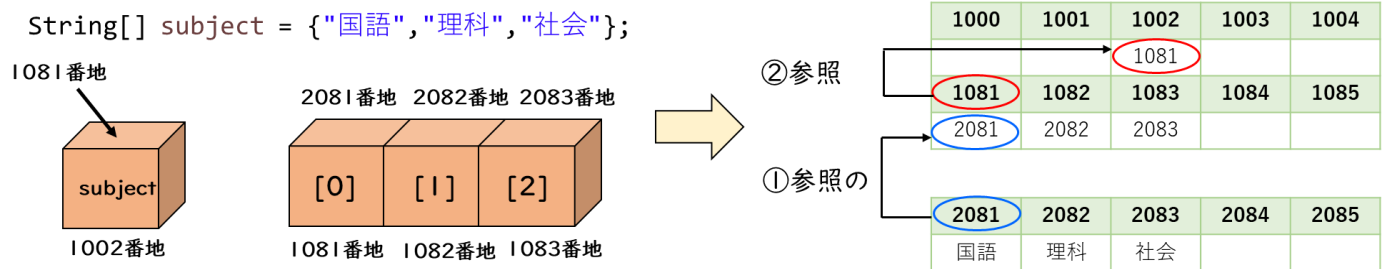 String[] subject = {"国語","理科","社会"};
1081番地
2081番地 2082番地 2083番地
subject
[0] [1] [2]
1002番地
1081番地 1082番地 1083番地
②参照
①参照の
1000 1001 1002 1003 1004
1081
1081 1082 1083 1084 1085
2081 2082 2083
2081 2082 2083 2084 2085
国語 理科 社会